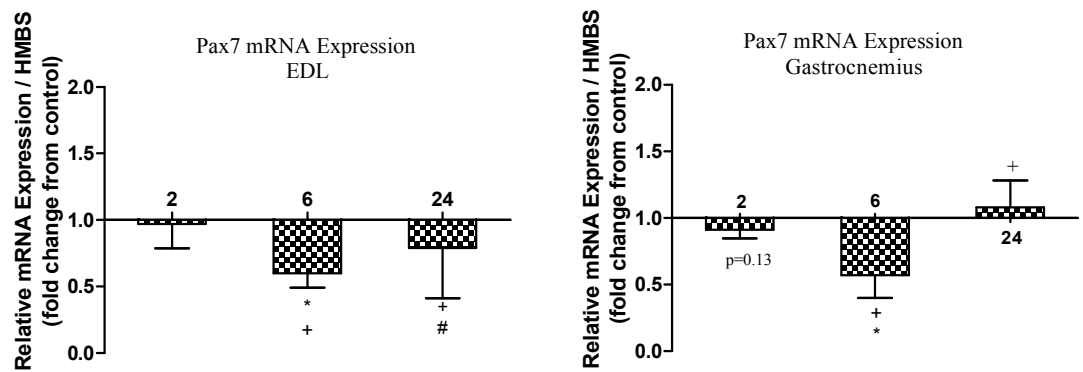 Pax7 mRNA Expression
EDL
Relative mRNA Expression / HMBS
(fold change from control)
2.0
1.5
1.0
0.5
0.0
2
6
24
*
+
+
#
Pax7 mRNA Expression
Gastrocnemius
Relative mRNA Expression / HMBS
(fold change from control)
2.0
1.5
1.0
0.5
0.0
2
6
24
p=0.13
+
*
+